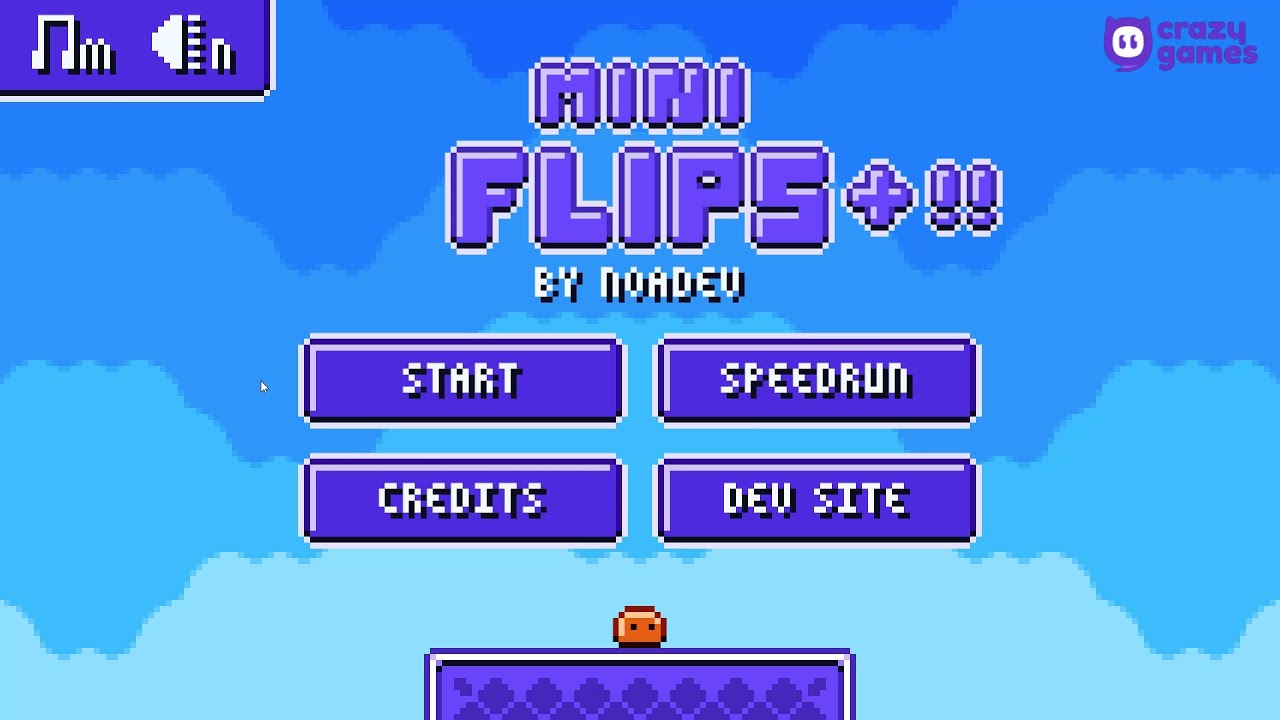 m n
crazy
games
MINI
FLIPS+!!
BY NOADEV
START SPEEDRUN
CREDITS DEV SITE